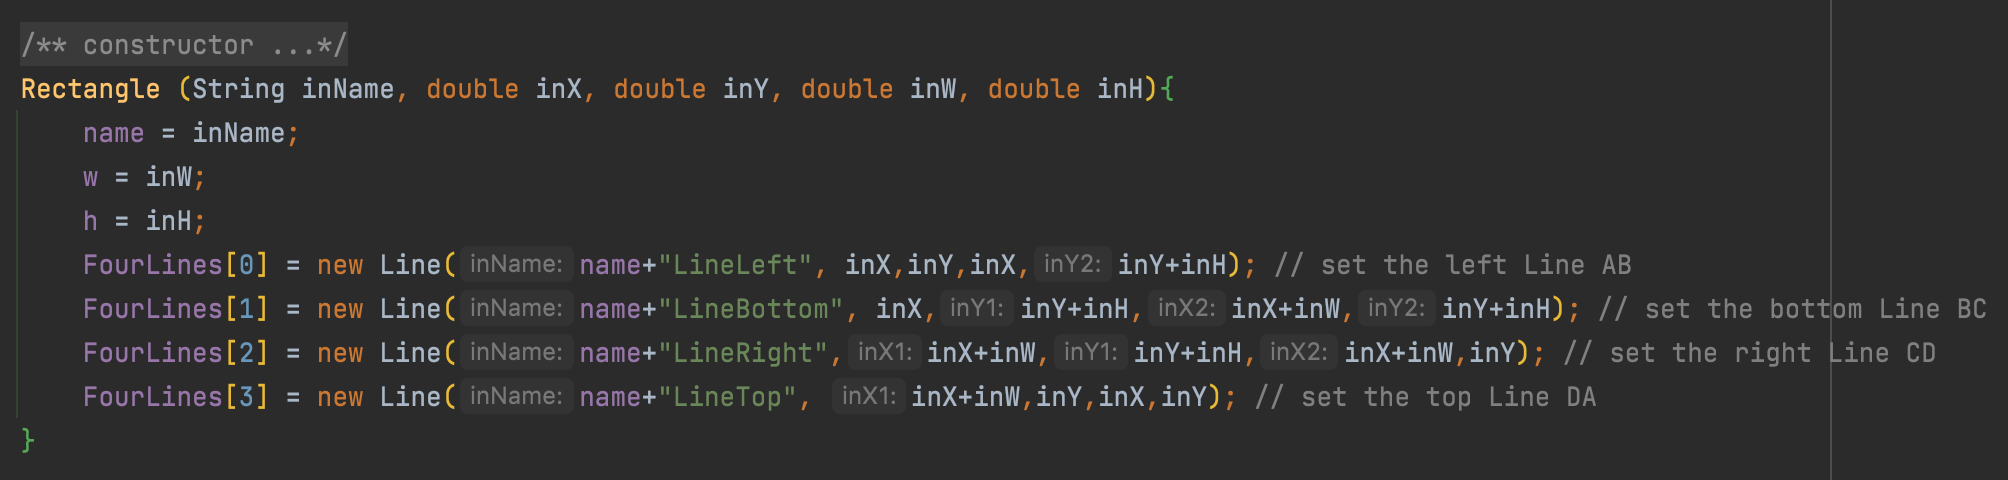 /** constructor ...*/
Rectangle (String inName, double inX, double inY, double inW, double inH){
    name = inName;
    w = inW;
    h = inH;
    FourLines[0] = new Line( inName: name+"LineLeft", inX,inY,inX, inY2: inY+inH); // set the left Line AB
    FourLines[1] = new Line( inName: name+"LineBottom", inX, inY1: inY+inH, inX2: inX+inW, inY2: inY+inH); // set the bottom Line BC
    FourLines[2] = new Line( inName: name+"LineRight", inX1: inX+inW, inY1: inY+inH, inX2: inX+inW,inY); // set the right Line CD
    FourLines[3] = new Line( inName: name+"LineTop", inX1: inX+inW,inY,inX,inY); // set the top Line DA
}